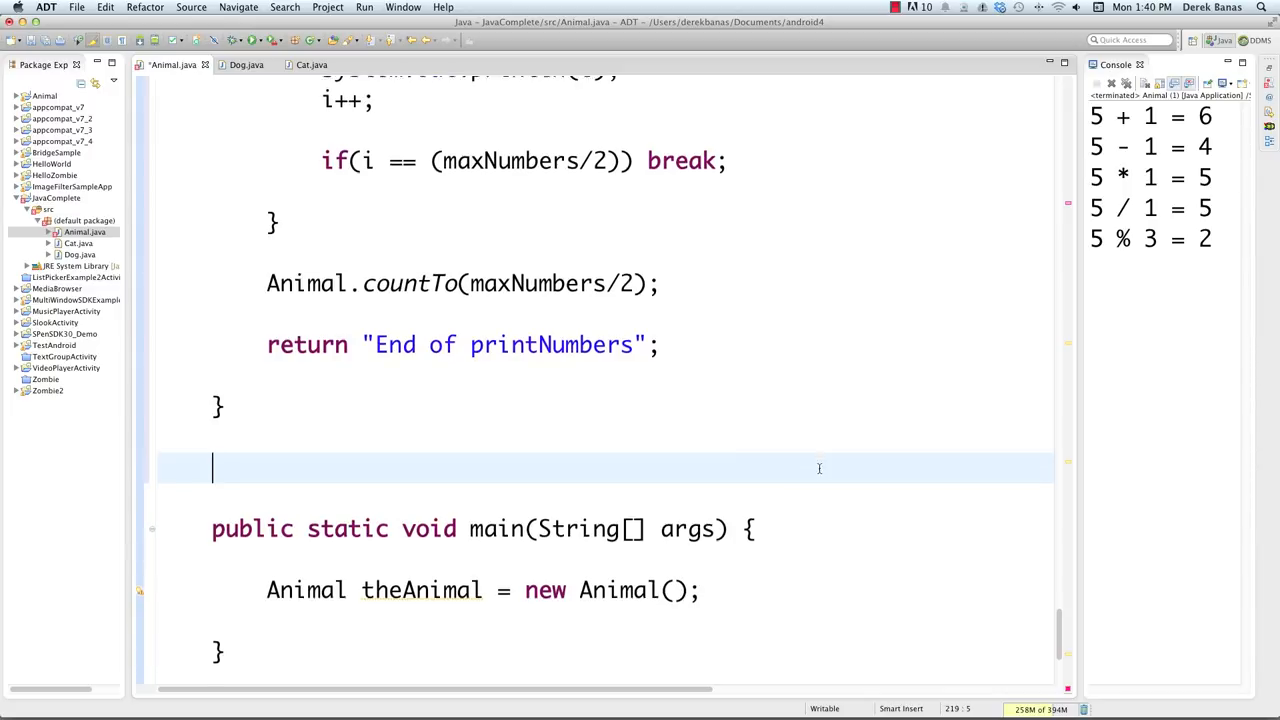 ADT File Edit Refactor Source Navigate Search Project Run Window Help 10 Mon 1:40 PM Derek Banas
Java – JavaComplete/src/Animal.java – ADT – /Users/derekbanas/Documents/android4
Quick Access Java DDMS
Package Exp
Animal
appcompat_v7
appcompat_v7_2
appcompat_v7_3
appcompat_v7_4
BridgeSample
HelloWorld
HelloZombie
ImageFilterSampleApp
JavaComplete
src
(default package)
Animal.java
Cat.java
Dog.java
JRE System Library [Ja
ListPickerExample2Activi
MediaBrowser
MultiWindowSDKExample
MusicPlayerActivity
SlookActivity
SPenSDK30_Demo
TestAndroid
TextGroupActivity
VideoPlayerActivity
Zombie
Zombie2
*Animal.java Dog.java Cat.java
i++;
if(i == (maxNumbers/2)) break;
}
Animal.countTo(maxNumbers/2);
return "End of printNumbers";
}
public static void main(String[] args) {
Animal theAnimal = new Animal();
}
Console
<terminated> Animal (1) [Java Application] /S
5 + 1 = 6
5 - 1 = 4
5 * 1 = 5
5 / 1 = 5
5 % 3 = 2
Writable Smart Insert 219 : 5 258M of 394M